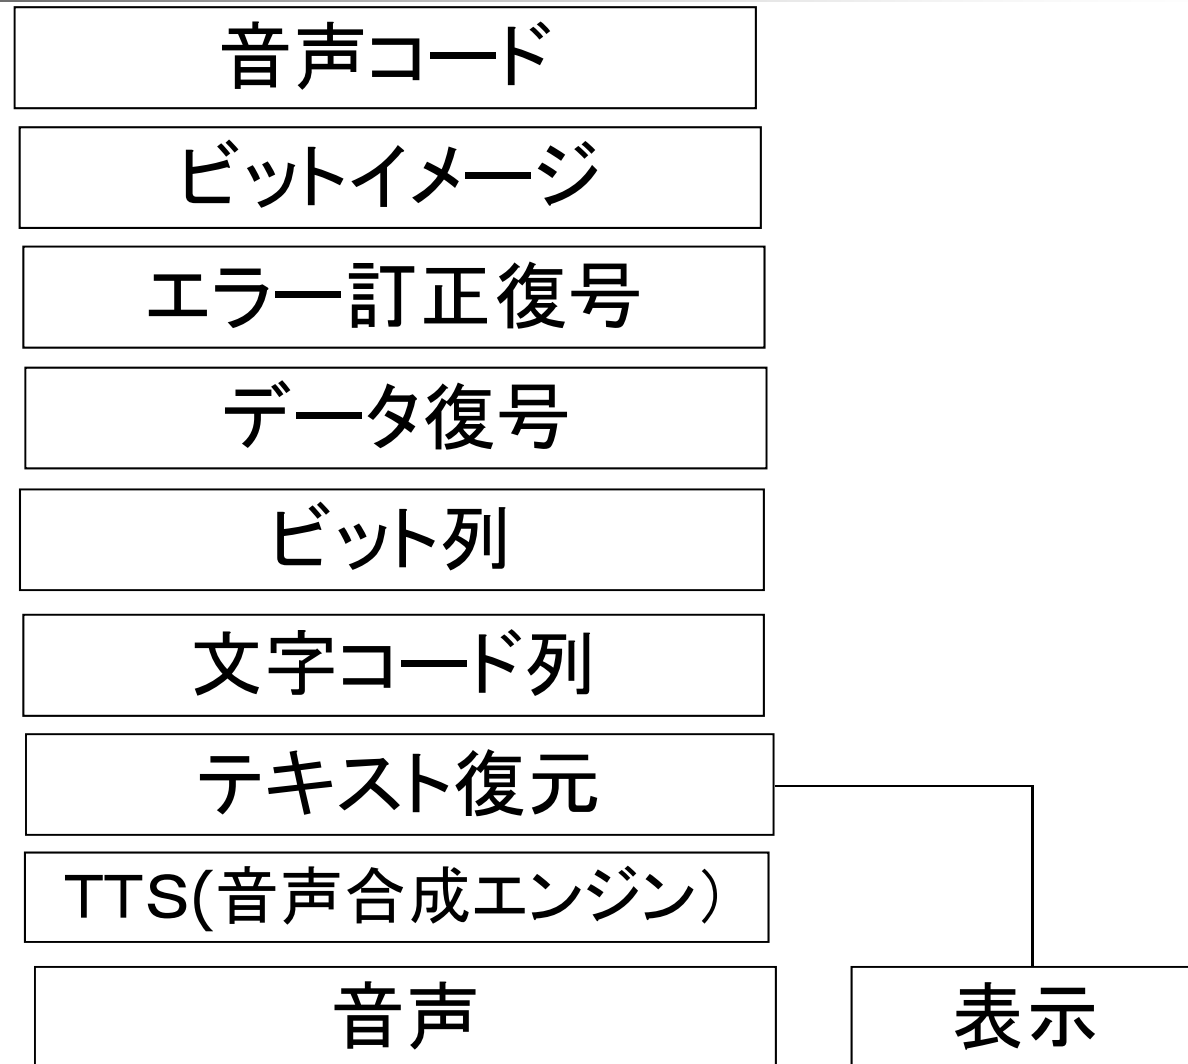 音声コード
ビットイメージ
エラー訂正復号
データ復号
ビット列
文字コード列
テキスト復元
TTS(音声合成エンジン）
音声
表示